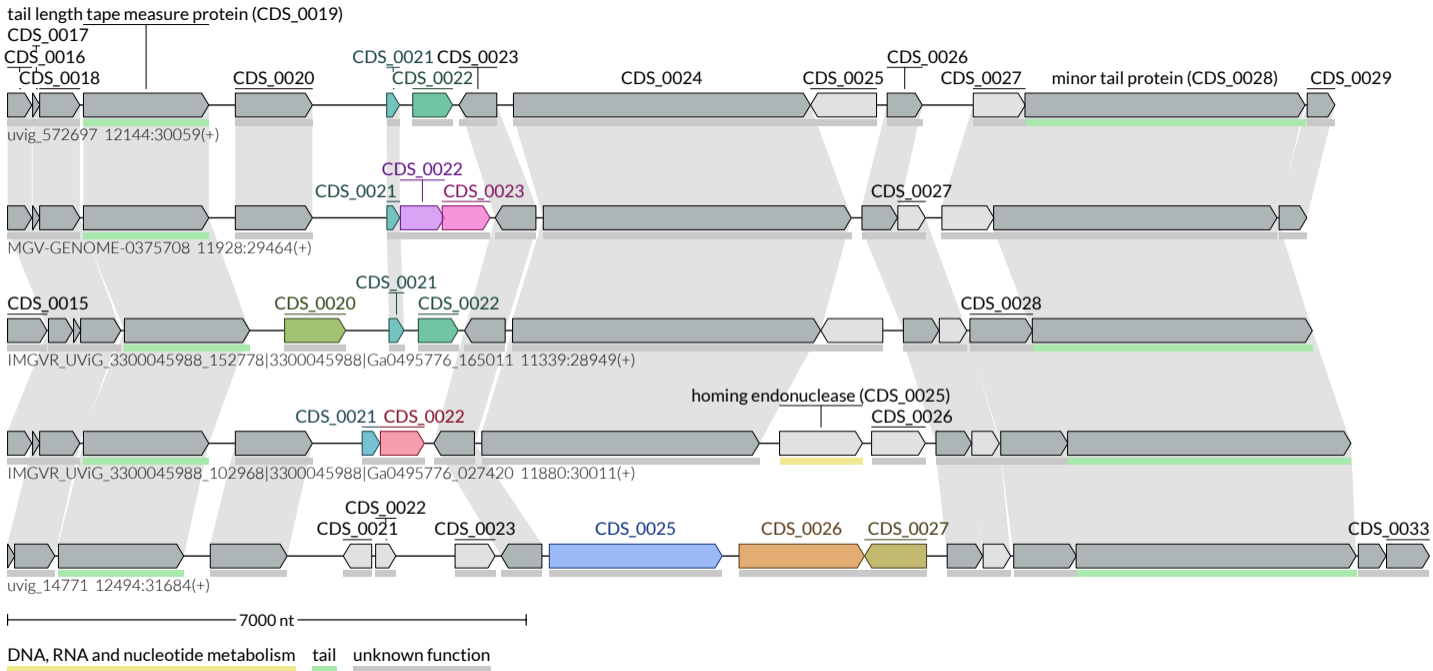 tail length tape measure protein (CDS_0019)
CDS_0017
CDS_0016 CDS_0021 CDS_0023 CDS_0026
CDS_0018 CDS_0020 CDS_0022 CDS_0024 CDS_0025 CDS_0027 minor tail protein (CDS_0028) CDS_0029
uvig_572697 12144:30059(+)
CDS_0022
CDS_0021 CDS_0023 CDS_0027
MGV-GENOME-0375708 11928:29464(+)
CDS_0021
CDS_0015 CDS_0020 CDS_0022 CDS_0028
IMGVR_UViG_3300045988_152778|3300045988|Ga0495776_165011 11339:28949(+)
homing endonuclease (CDS_0025)
CDS_0021 CDS_0022 CDS_0026
IMGVR_UViG_3300045988_102968|3300045988|Ga0495776_027420 11880:30011(+)
CDS_0022
CDS_0021 CDS_0023 CDS_0025 CDS_0026 CDS_0027 CDS_0033
uvig_14771 12494:31684(+)
7000 nt
DNA, RNA and nucleotide metabolism tail unknown function